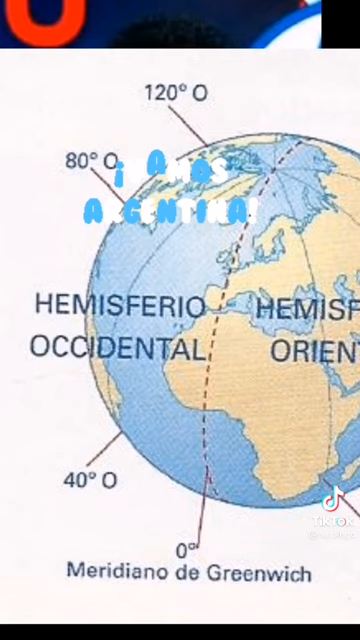 120° O
80° O
¡VAMOS
ARGENTINA!
HEMISFERIO HEMISF
OCCIDENTAL ORIENT
40° O
TikTok
0°
Meridiano de Greenwich